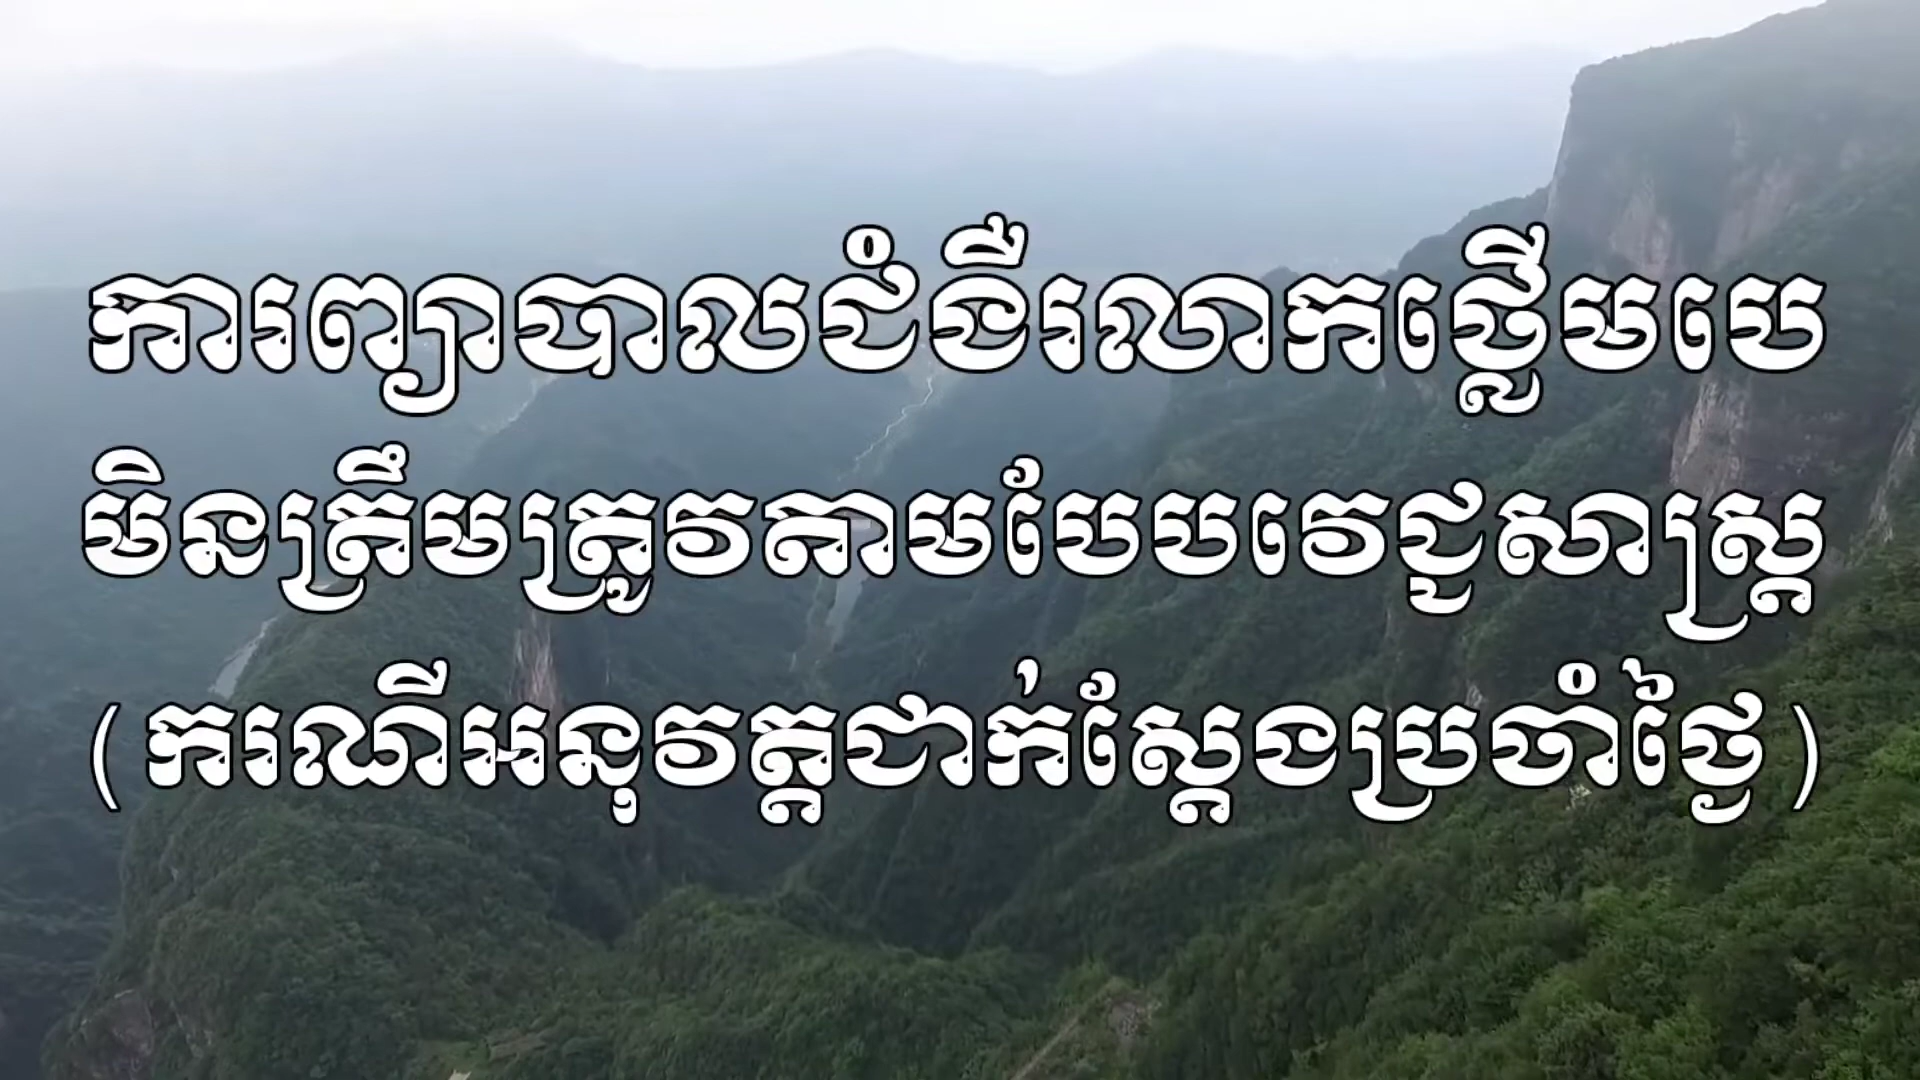 ការព្យាបាលជំងឺរលាកថ្លើមបេ
មិនត្រឹមត្រូវតាមបែបវេជ្ជសាស្ត្រ
(ករណីអនុវត្តជាក់ស្តែងប្រចាំថ្ងៃ)